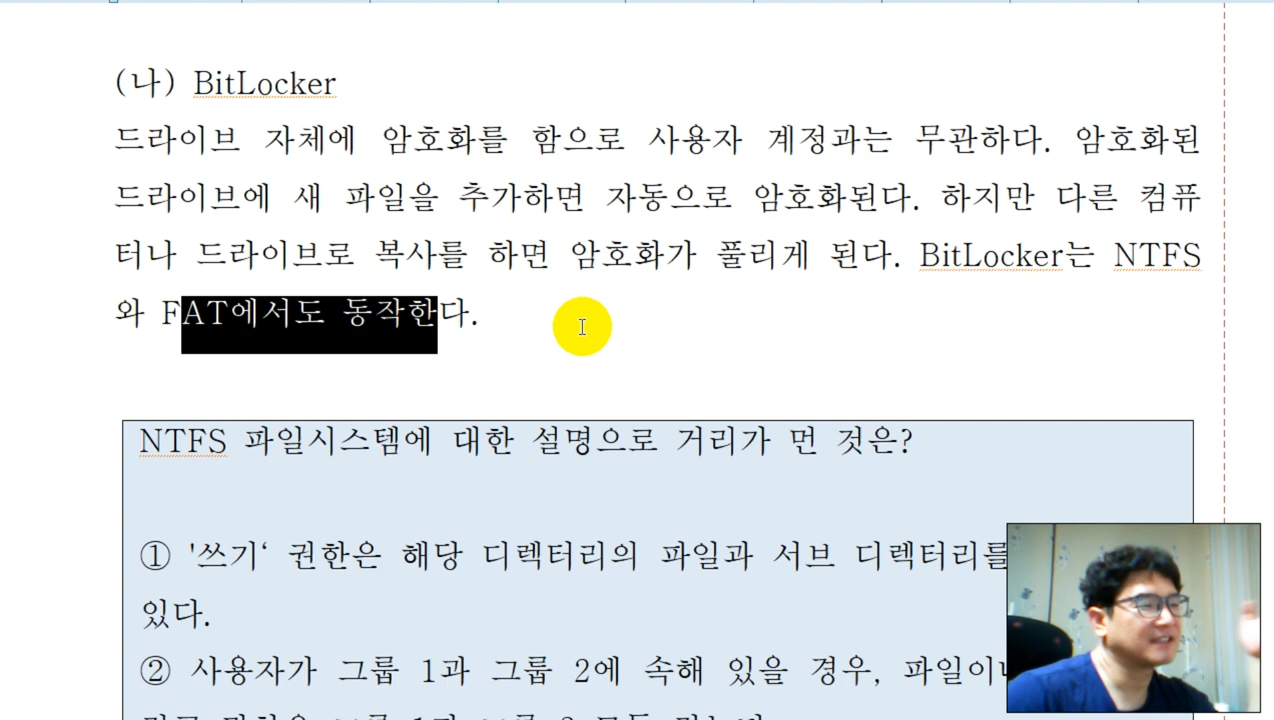 (나) BitLocker
드라이브 자체에 암호화를 함으로 사용자 계정과는 무관하다. 암호화된
드라이브에 새 파일을 추가하면 자동으로 암호화된다. 하지만 다른 컴퓨
터나 드라이브로 복사를 하면 암호화가 풀리게 된다. BitLocker는 NTFS
와 FAT에서도 동작한다.
NTFS 파일시스템에 대한 설명으로 거리가 먼 것은?
① '쓰기‘ 권한은 해당 디렉터리의 파일과 서브 디렉터리를
있다.
② 사용자가 그룹 1과 그룹 2에 속해 있을 경우, 파일이